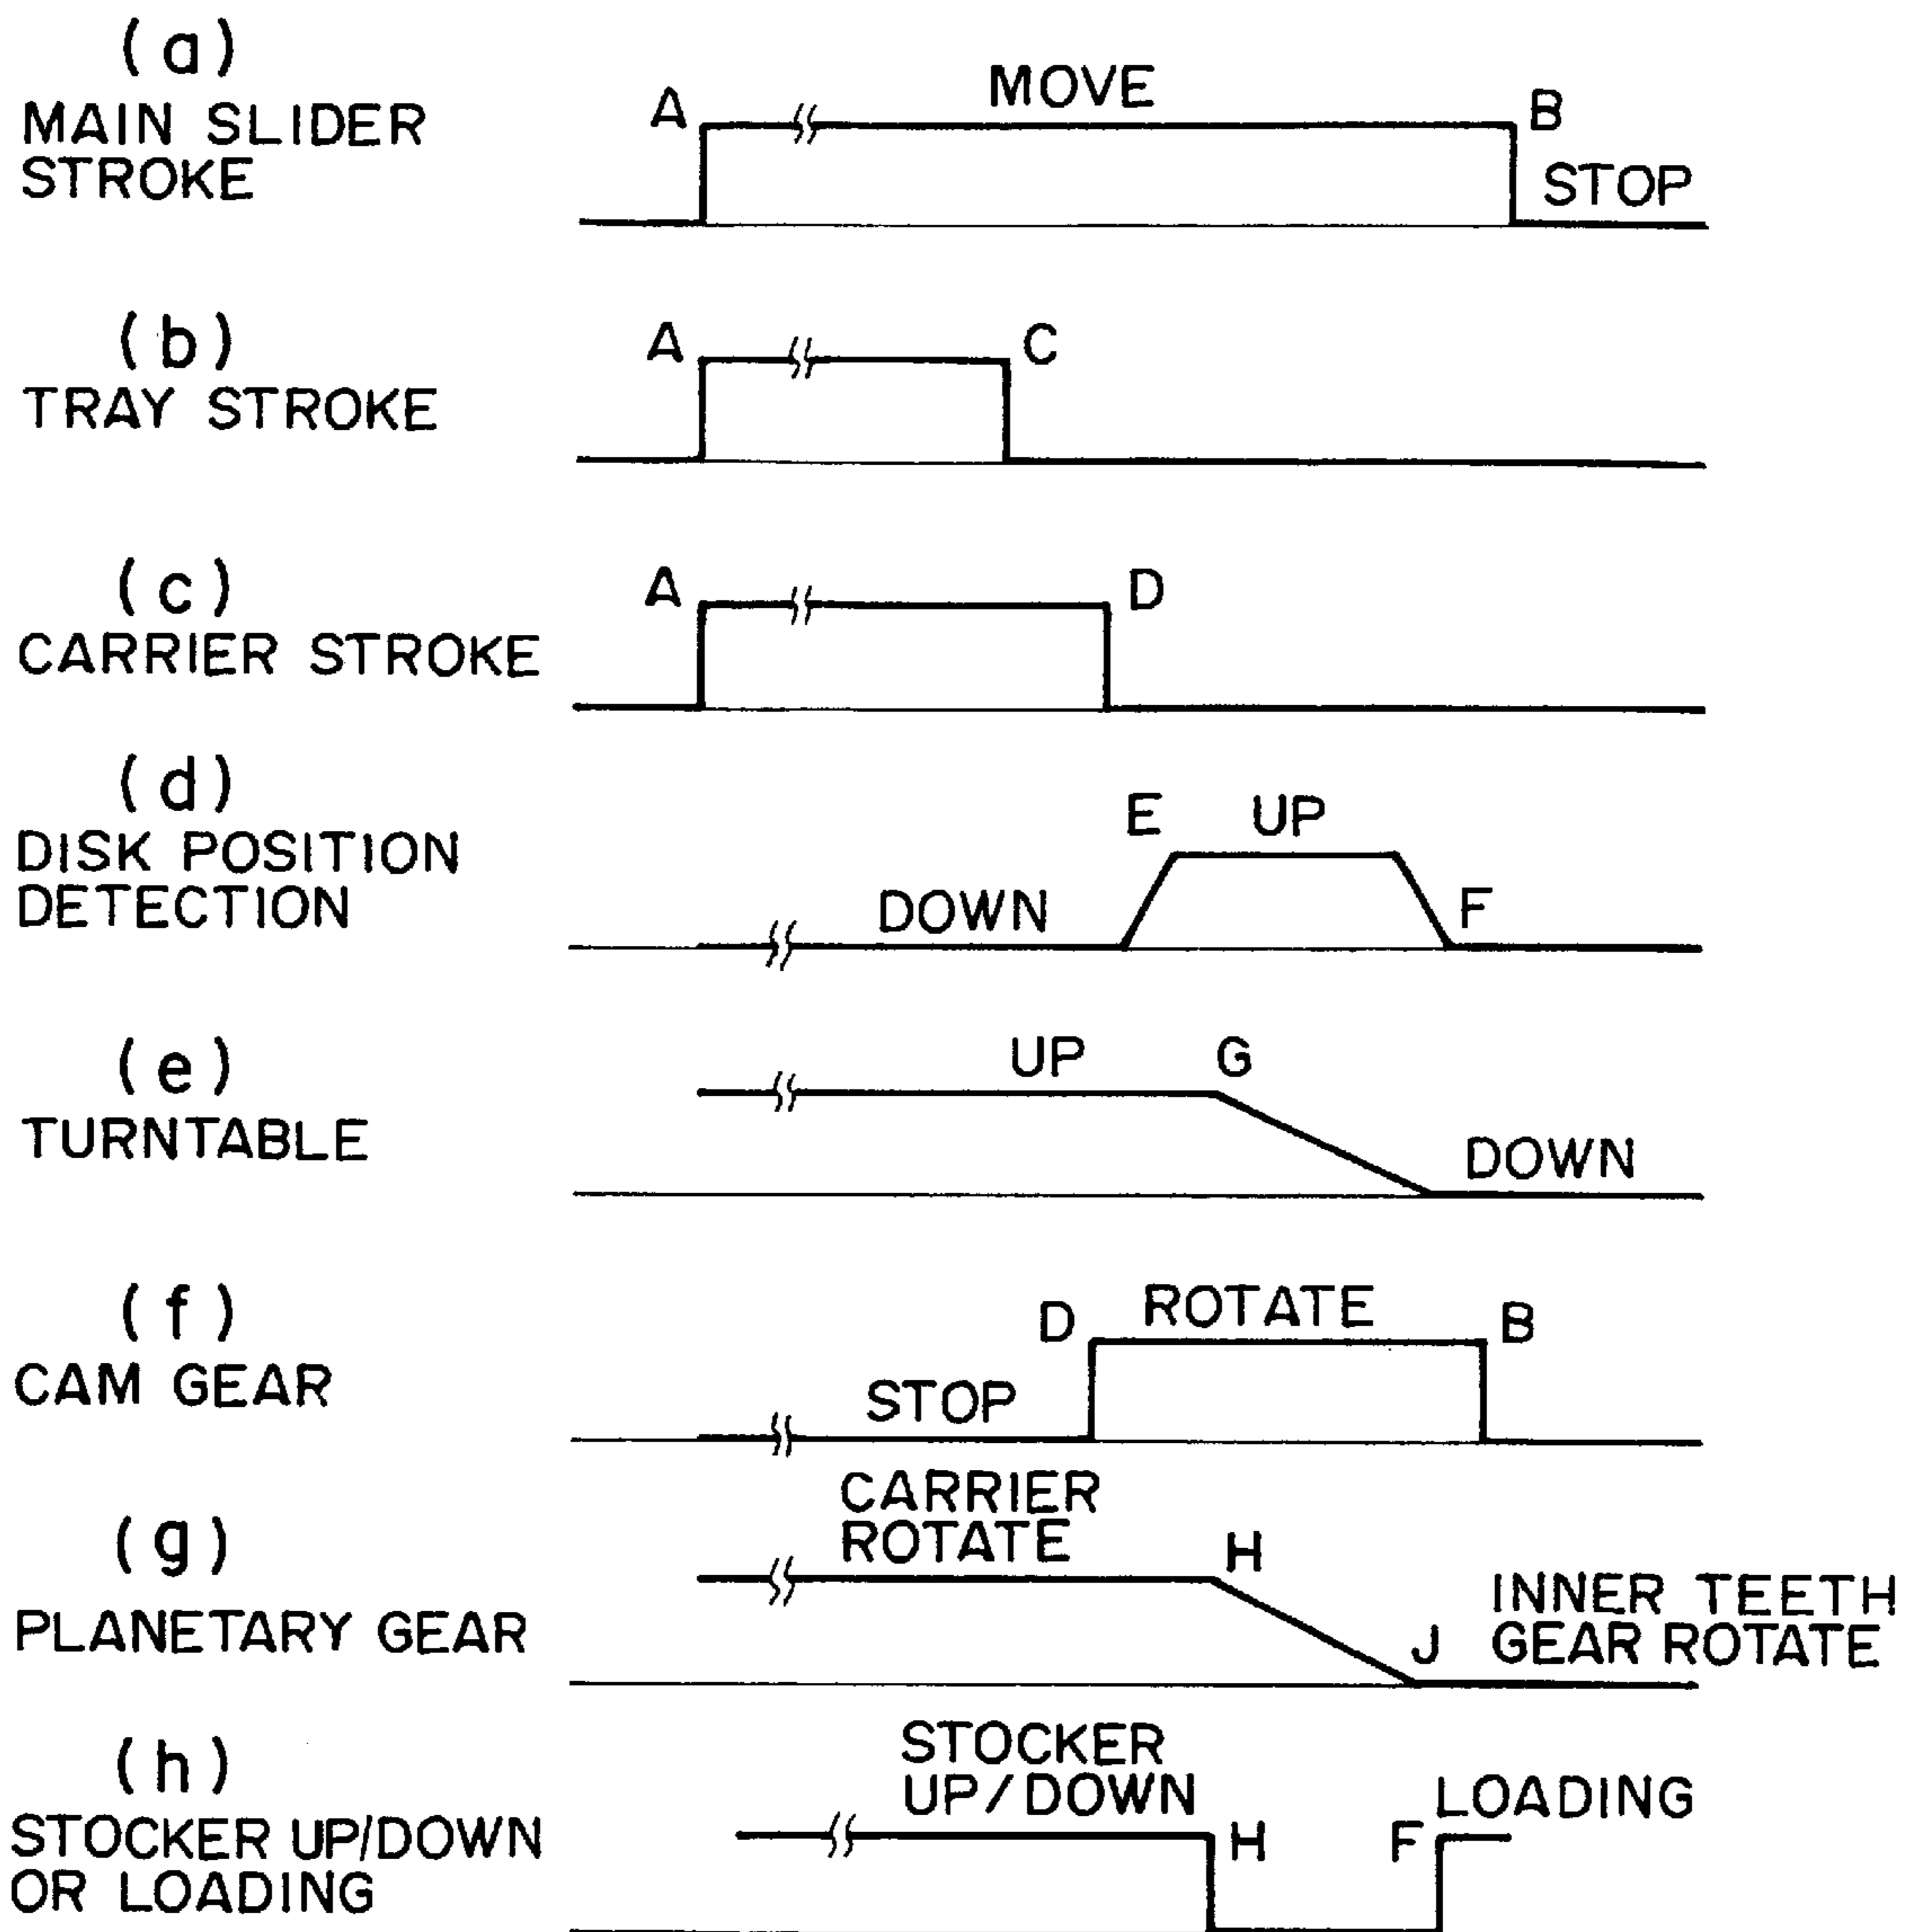 (a)
MAIN SLIDER
STROKE
A
MOVE
B
STOP
(b)
TRAY STROKE
A
C
(c)
CARRIER STROKE
A
D
(d)
DISK POSITION
DETECTION
DOWN
E
UP
F
(e)
TURNTABLE
UP
G
DOWN
(f)
CAM GEAR
STOP
D
ROTATE
B
(g)
PLANETARY GEAR
CARRIER
ROTATE
H
J
INNER TEETH
GEAR ROTATE
(h)
STOCKER UP/DOWN
OR LOADING
STOCKER
UP/DOWN
H
F
LOADING